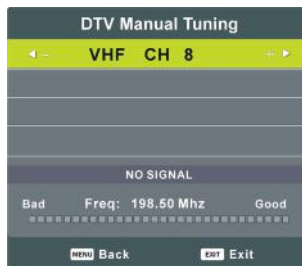 DTV Manual Tuning
- VHF CH 8 +
NO SIGNAL
Bad Freq: 198.50 Mhz Good
MENU Back EXIT Exit